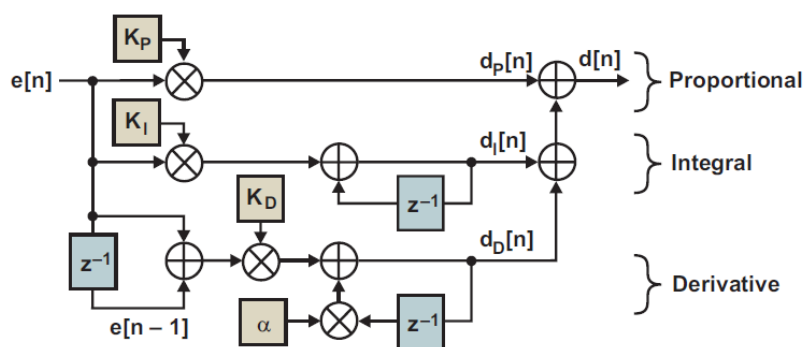 K_P
e[n]
d_P[n]
d[n]
Proportional
K_I
d_I[n]
Integral
z⁻¹
K_D
z⁻¹
d_D[n]
Derivative
e[n – 1]
α
z⁻¹